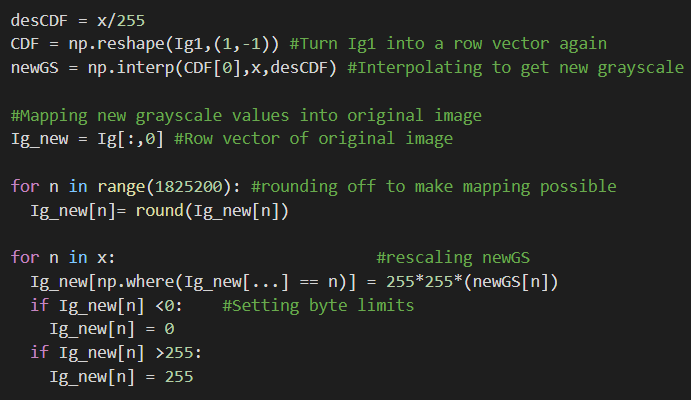 desCDF = x/255
CDF = np.reshape(Ig1,(1,-1)) #Turn Ig1 into a row vector again
newGS = np.interp(CDF[0],x,desCDF) #Interpolating to get new grayscale
#Mapping new grayscale values into original image
Ig_new = Ig[:,0] #Row vector of original image
for n in range(1825200): #rounding off to make mapping possible
  Ig_new[n]= round(Ig_new[n])
for n in x:                          #rescaling newGS
  Ig_new[np.where(Ig_new[...] == n)] = 255*255*(newGS[n])
  if Ig_new[n] <0:    #Setting byte limits
    Ig_new[n] = 0
  if Ig_new[n] >255:
    Ig_new[n] = 255